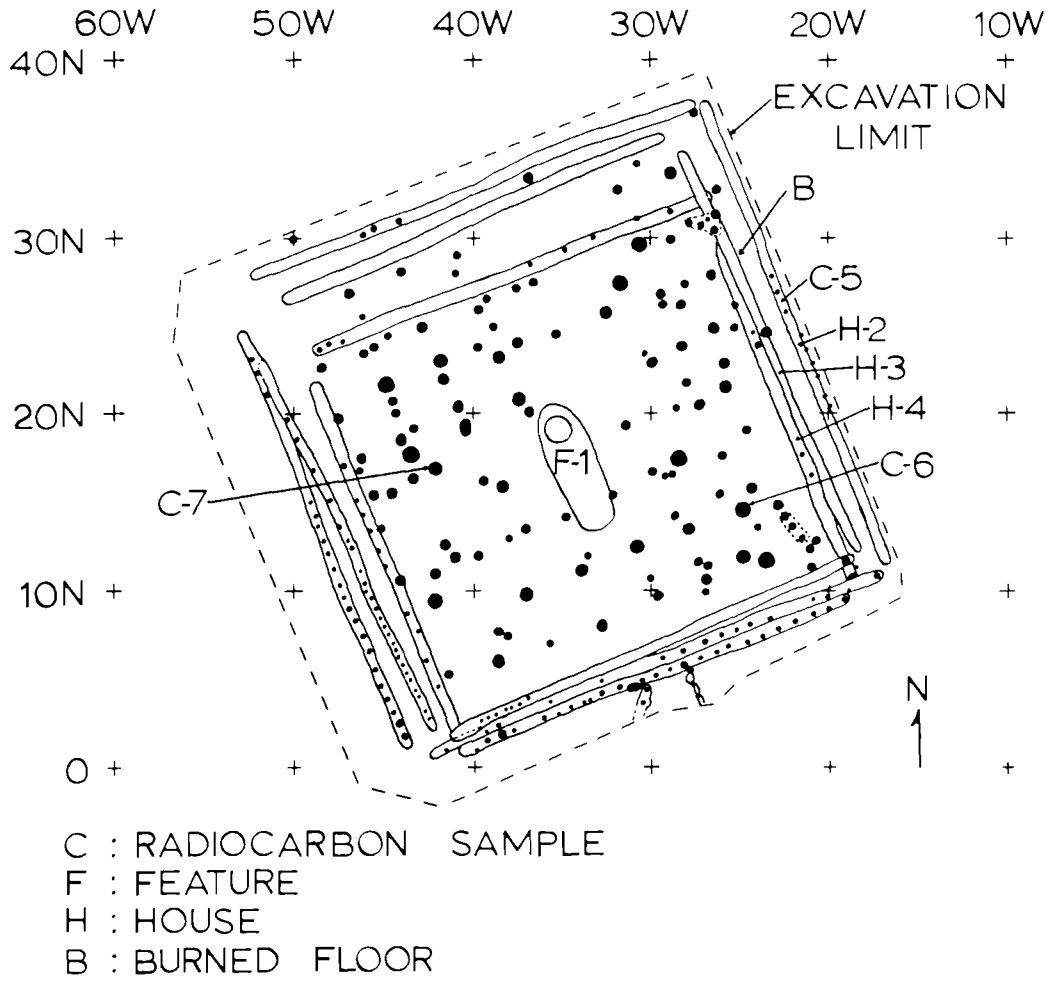 60W 50W 40W 30W 20W 10W
40N
EXCAVATION
LIMIT
B
30N
C-5
H-2
H-3
20N
H-4
F-1
C-6
C-7
10N
N
0
C : RADIOCARBON SAMPLE
F : FEATURE
H : HOUSE
B : BURNED FLOOR